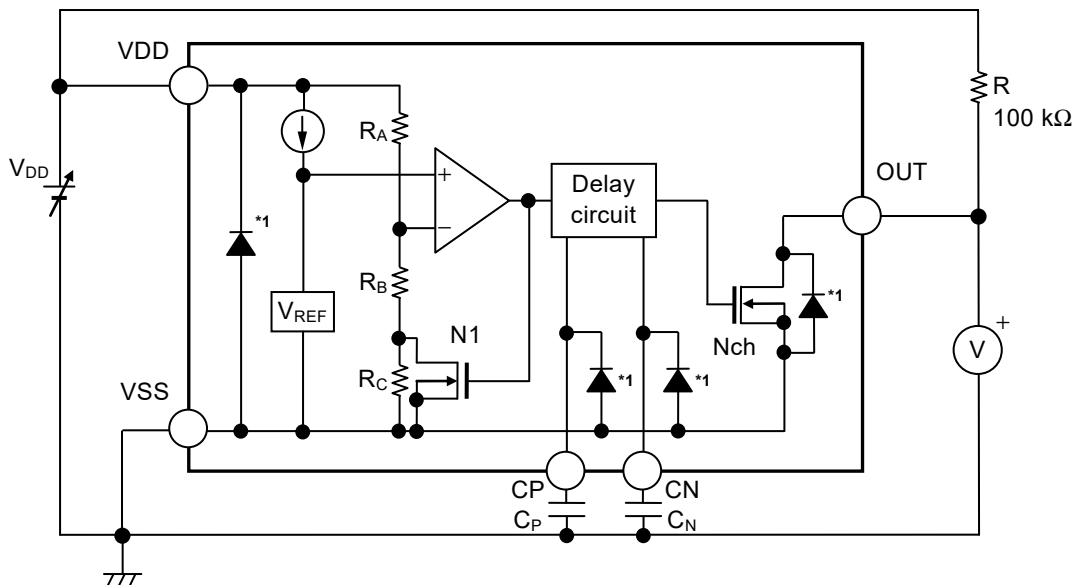 VDD
R
100 kΩ
RA
*1
VDD
+
−
Delay
circuit
OUT
RB
VREF
N1
*1
Nch
+
V
RC
*1
*1
VSS
CP
CN
CP
CN